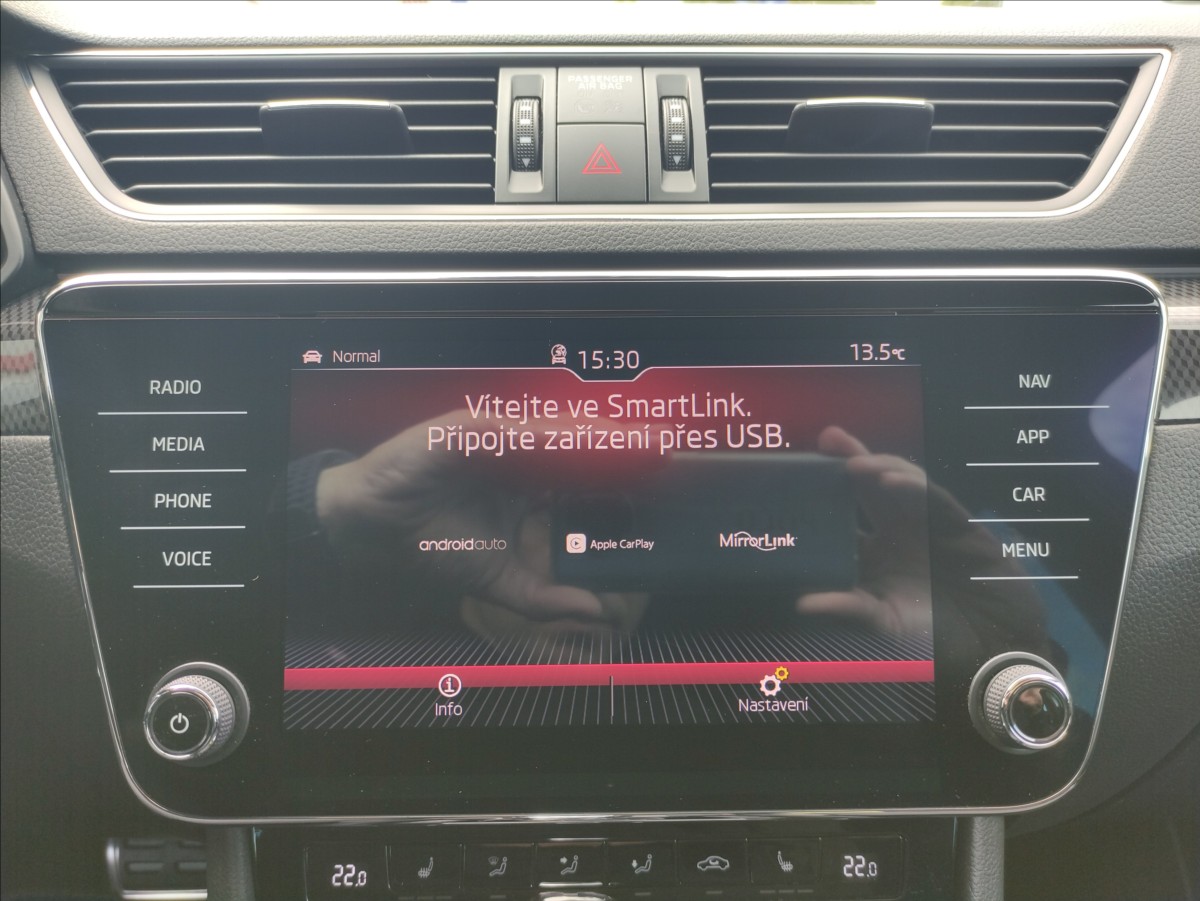 PASSENGER
AIR BAG
Normal
15:30
13.5°C
RADIO
MEDIA
PHONE
VOICE
Vítejte ve SmartLink.
Připojte zařízení přes USB.
androidauto
Apple CarPlay
MirrorLink
NAV
APP
CAR
MENU
Info
Nastavení
22.0
22.0